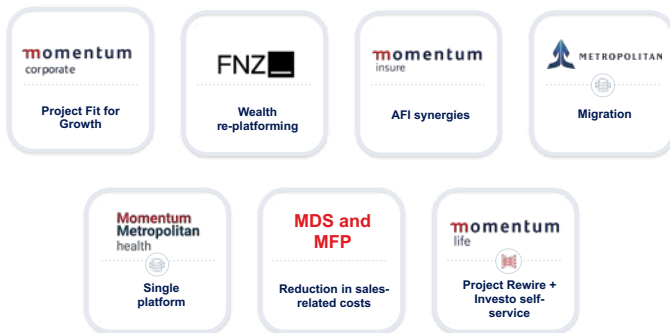 momentum
corporate
Project Fit for
Growth
FNZ
Wealth
re-platforming
momentum
insure
AFI synergies
METROPOLITAN
Migration
Momentum
Metropolitan
health
Single
platform
MDS and
MFP
Reduction in sales-
related costs
momentum
life
Project Rewire +
Investo self-
service